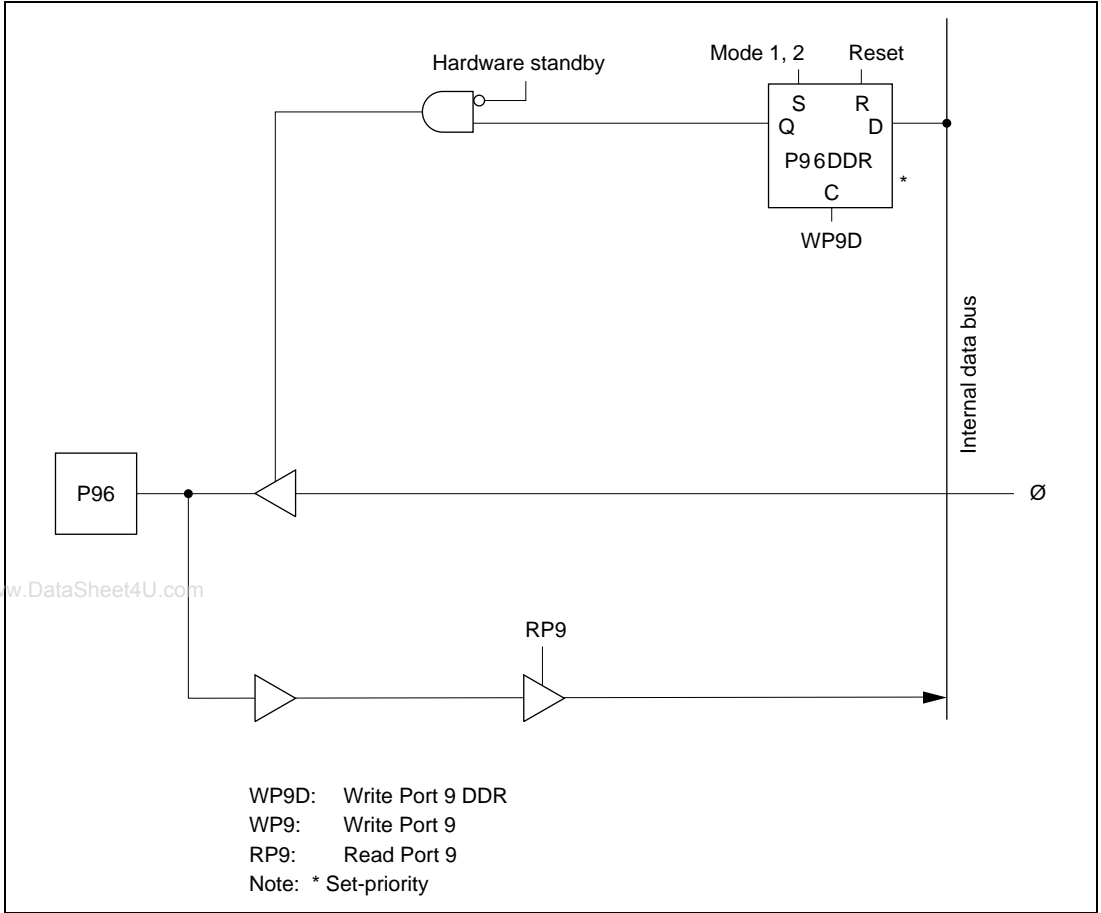 Mode 1, 2 Reset
Hardware standby
S R
Q D
P96DDR
*
C
WP9D
Internal data bus
P96
Ø
w.DataSheet4U.com
RP9
WP9D: Write Port 9 DDR
WP9: Write Port 9
RP9: Read Port 9
Note: * Set-priority